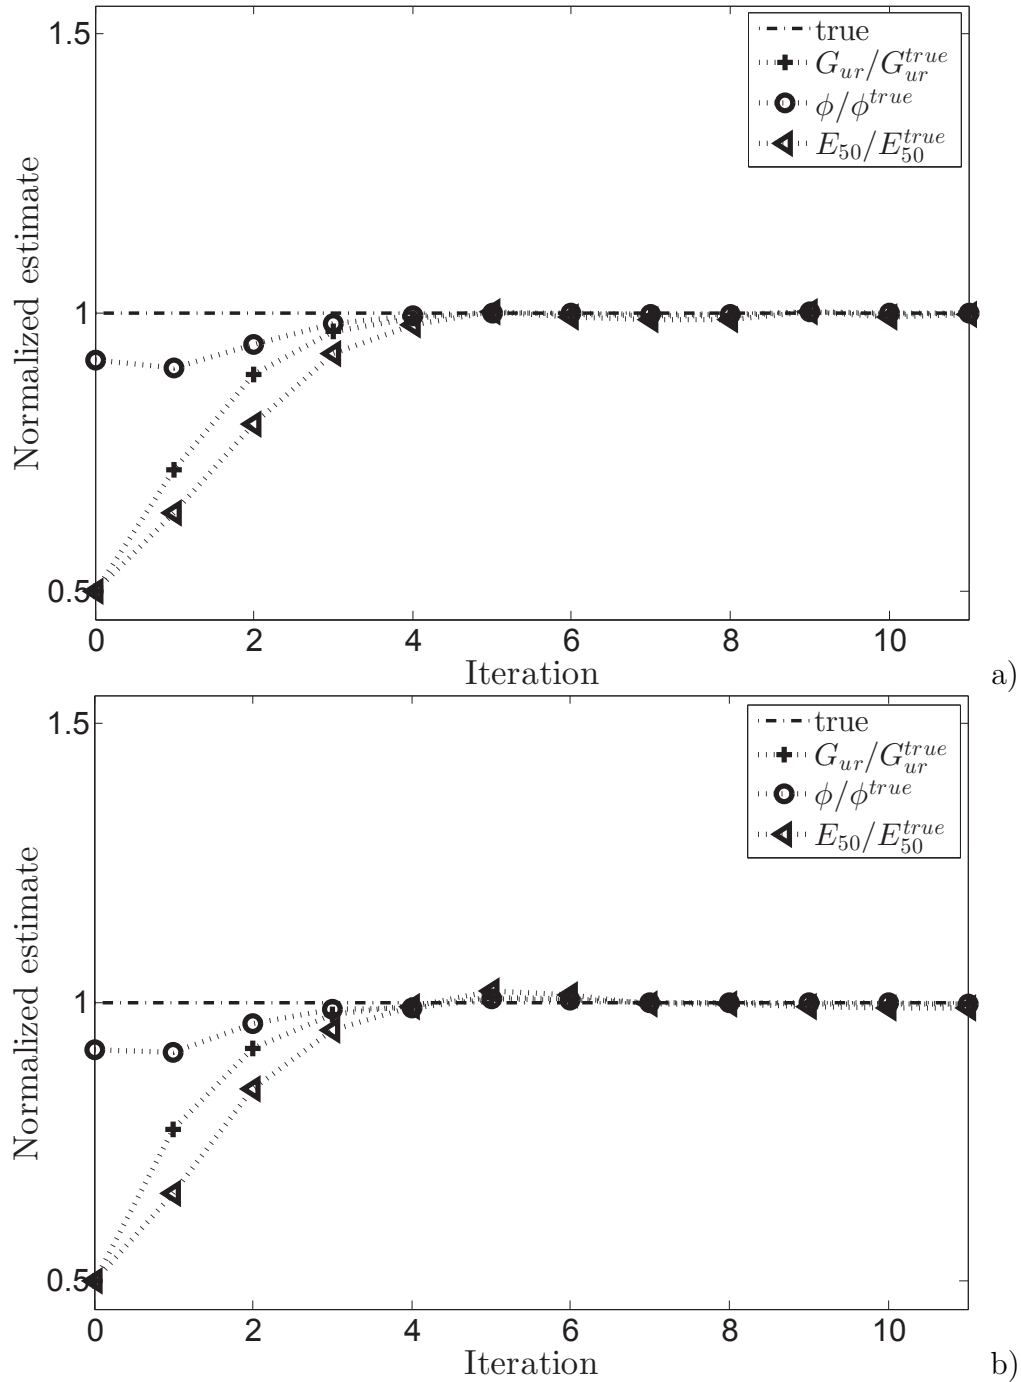 1.5
true
G_{ur}/G_{ur}^{true}
ϕ/ϕ^{true}
E_{50}/E_{50}^{true}
Normalized estimate
1
0.5
0 2 4 6 8 10
Iteration
a)
1.5
true
G_{ur}/G_{ur}^{true}
ϕ/ϕ^{true}
E_{50}/E_{50}^{true}
Normalized estimate
1
0.5
0 2 4 6 8 10
Iteration
b)